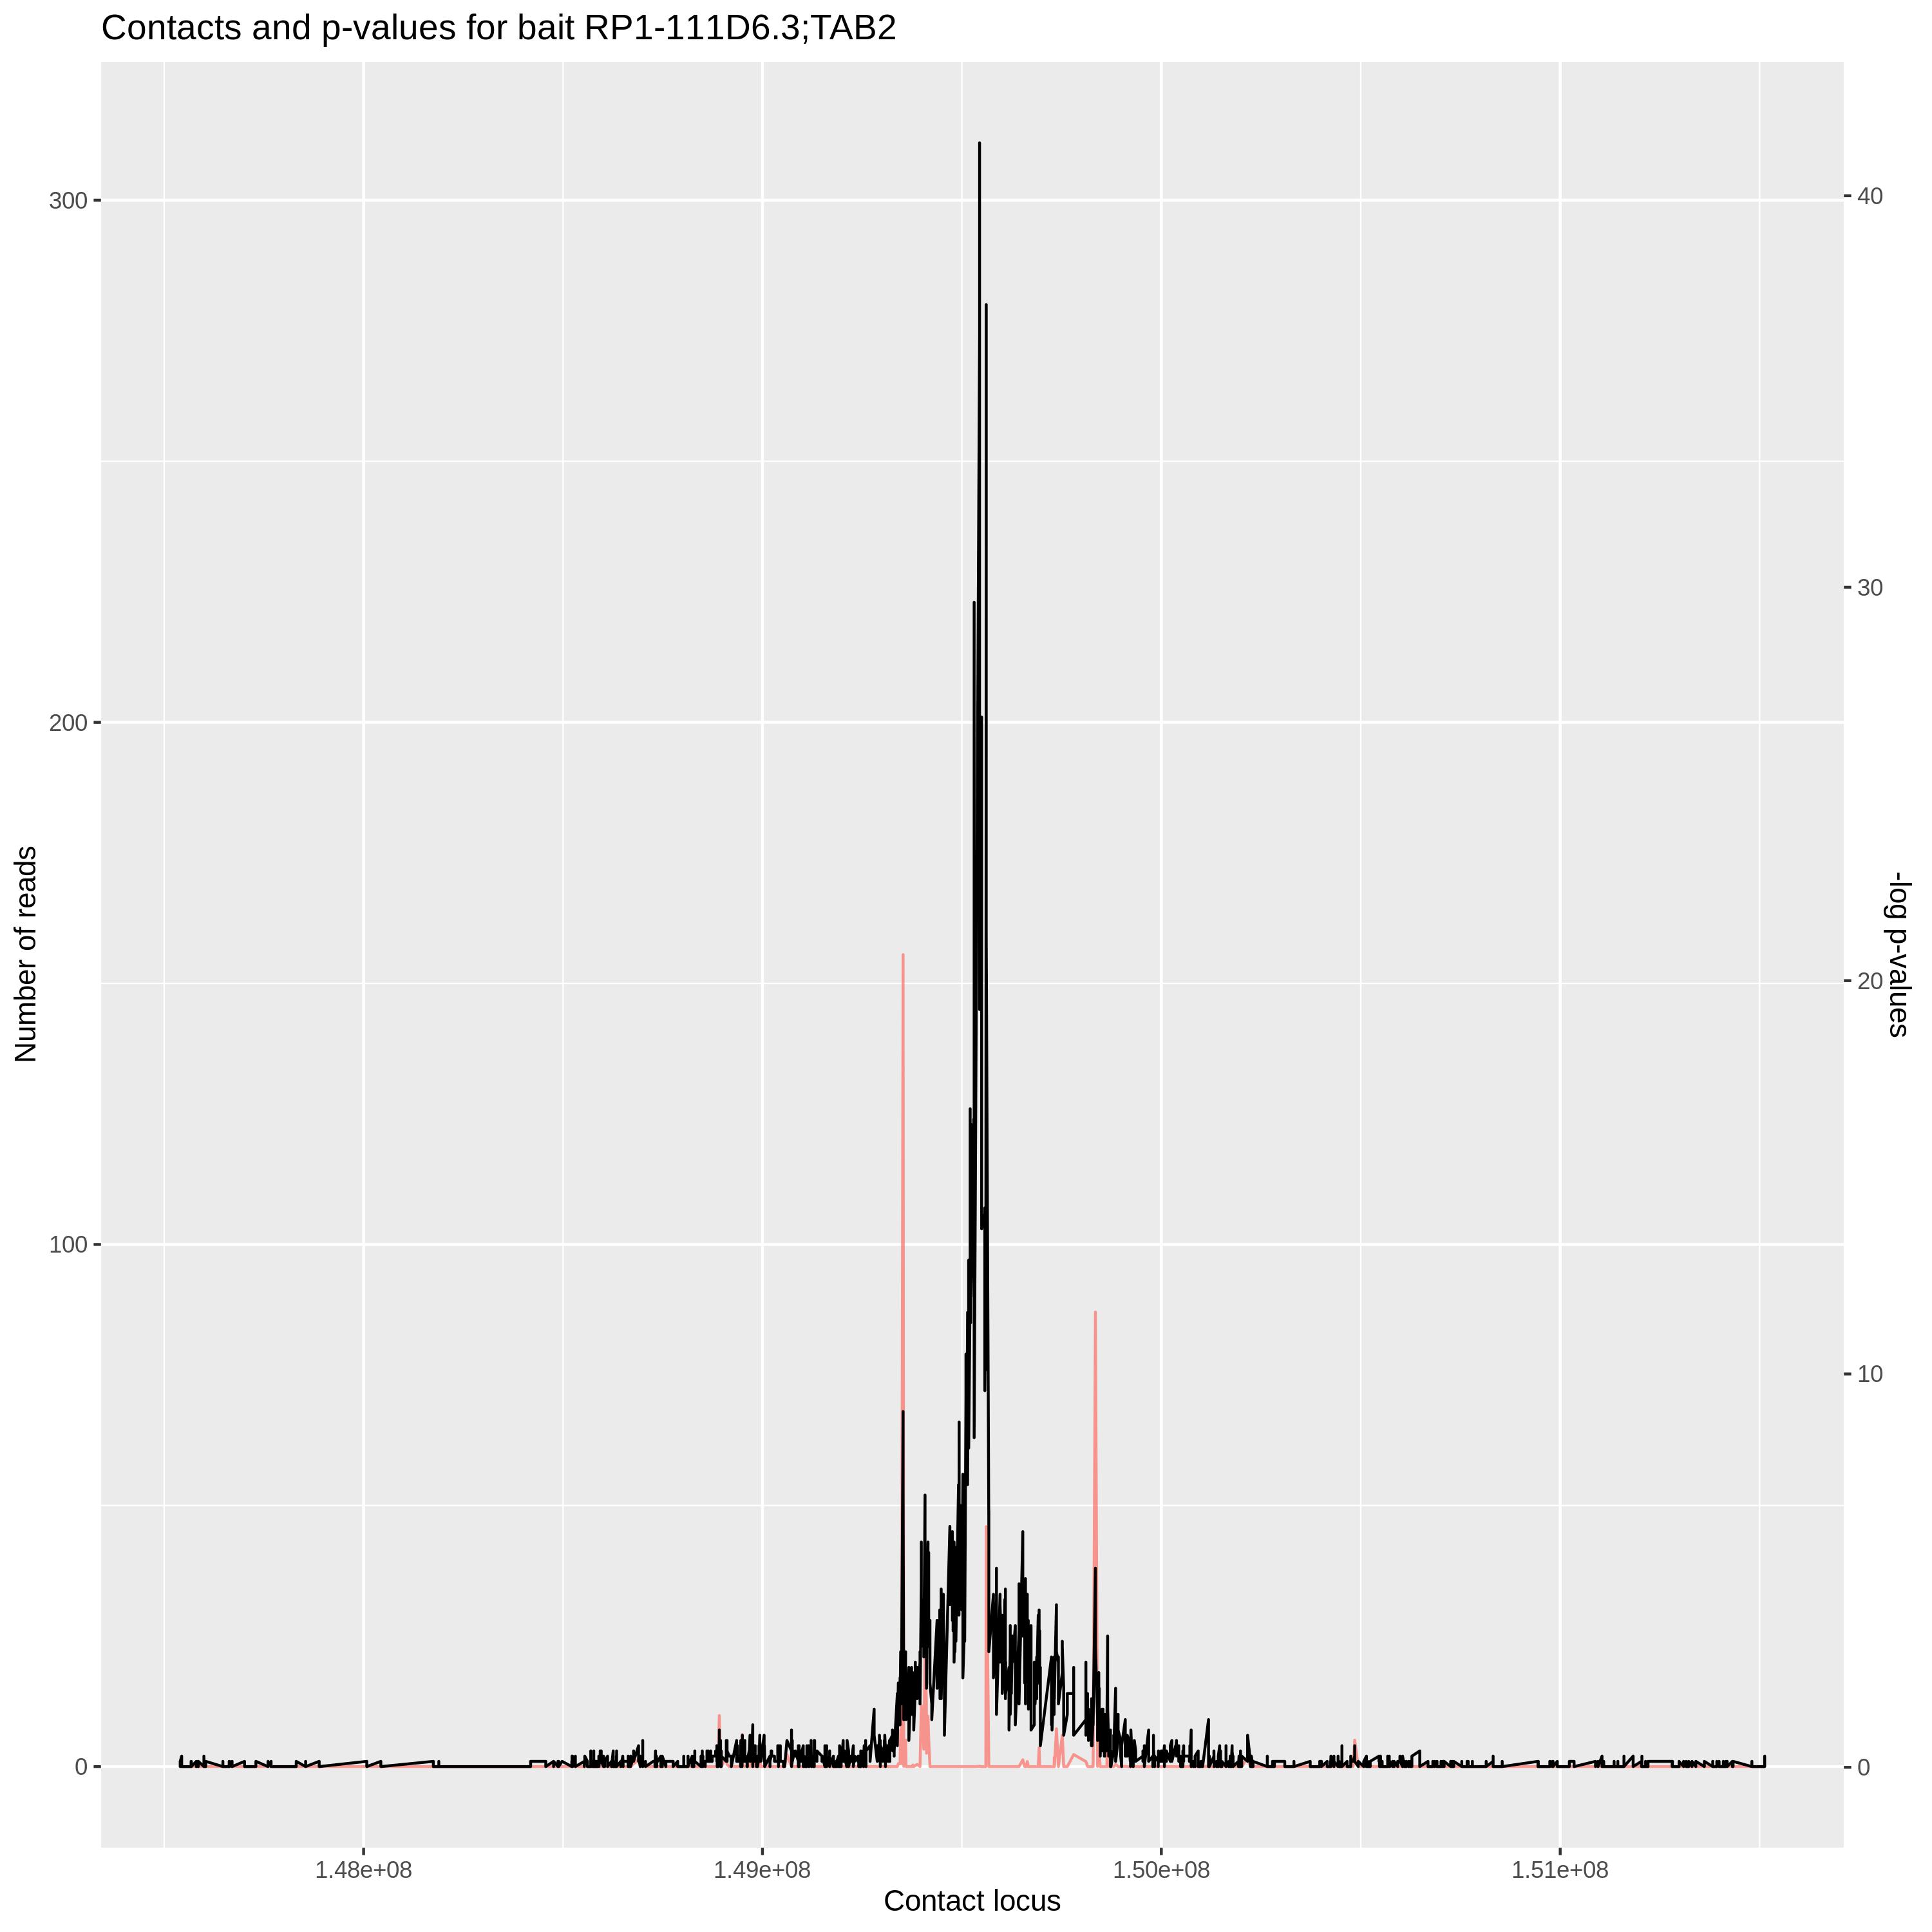 Contacts and p-values for bait RP1-111D6.3;TAB2
300
200
100
0
Number of reads
40
30
20
10
0
-log p-values
1.48e+08
1.49e+08
1.50e+08
1.51e+08
Contact locus